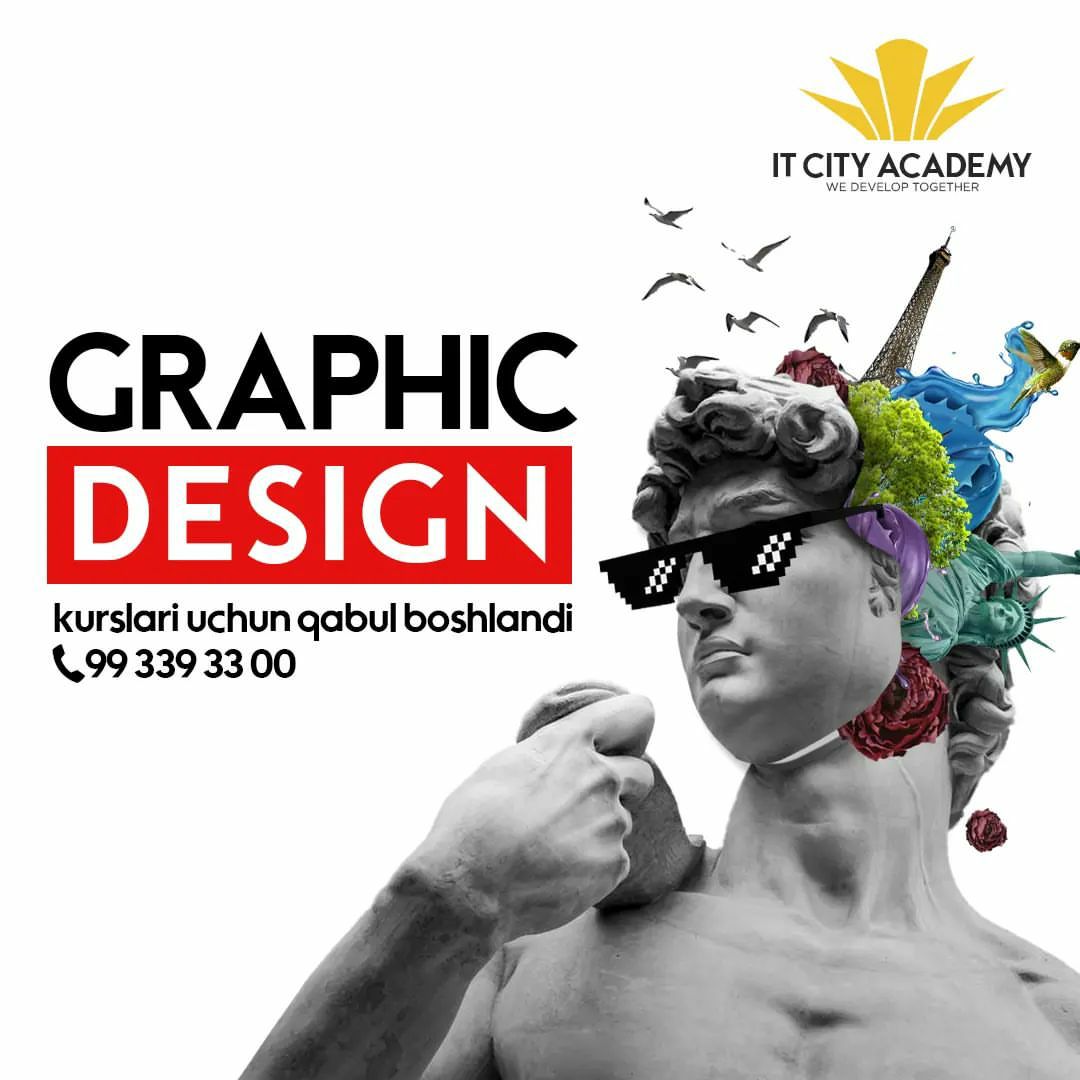 IT CITY ACADEMY
WE DEVELOP TOGETHER
GRAPHIC
DESIGN
kurslari uchun qabul boshlandi
99 339 33 00